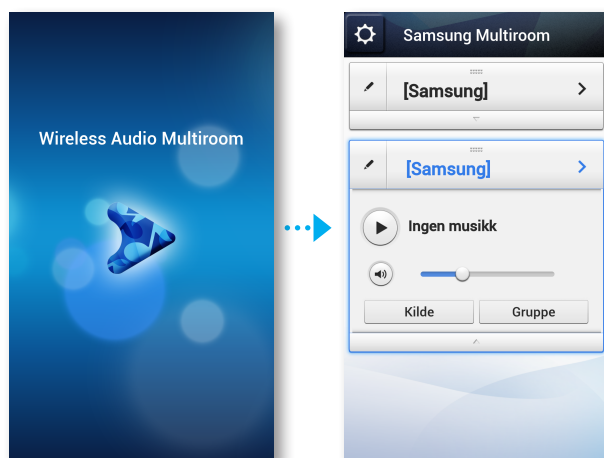 Wireless Audio Multiroom
Samsung Multiroom
[Samsung]
[Samsung]
Ingen musikk
Kilde Gruppe